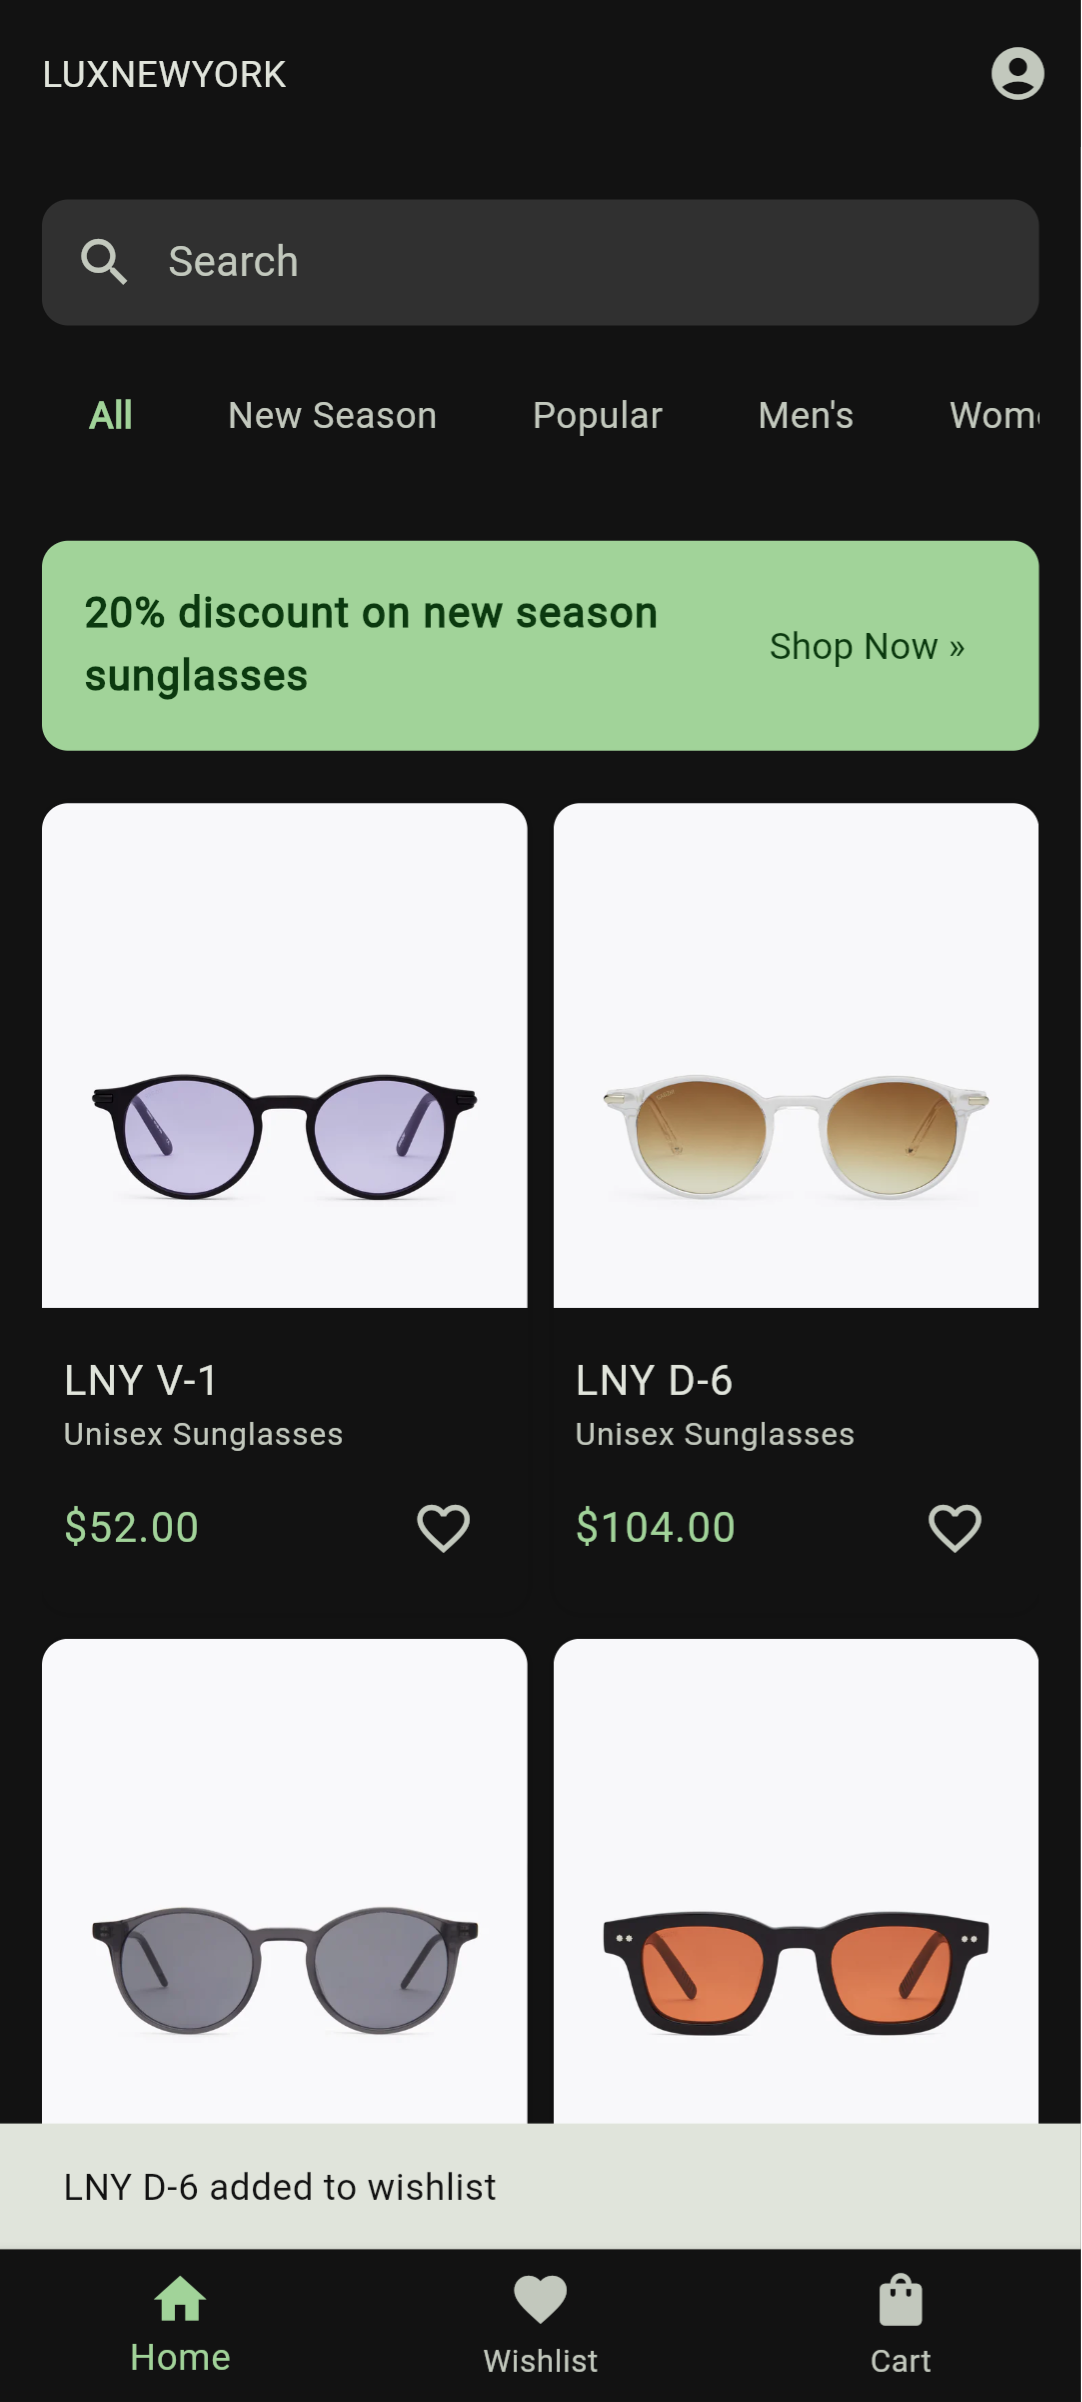 LUXNEWYORK
Search
All New Season Popular Men's
20% discount on new season
sunglasses
Shop Now »
LNY V-1
Unisex Sunglasses
$52.00
LNY D-6
Unisex Sunglasses
$104.00
LNY D-6 added to wishlist
Home Wishlist Cart